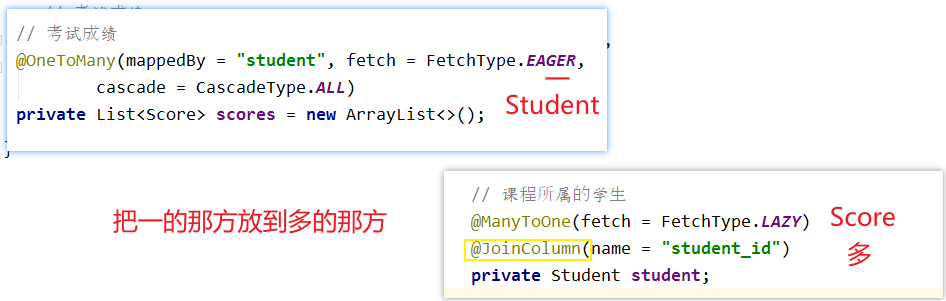 // 考试成绩
@OneToMany(mappedBy = "student", fetch = FetchType.EAGER,
cascade = CascadeType.ALL)
private List<Score> scores = new ArrayList<>();
一
Student
}
// 课程所属的学生
@ManyToOne(fetch = FetchType.LAZY)
@JoinColumn(name = "student_id")
private Student student;
Score
多
把一的那方放到多的那方